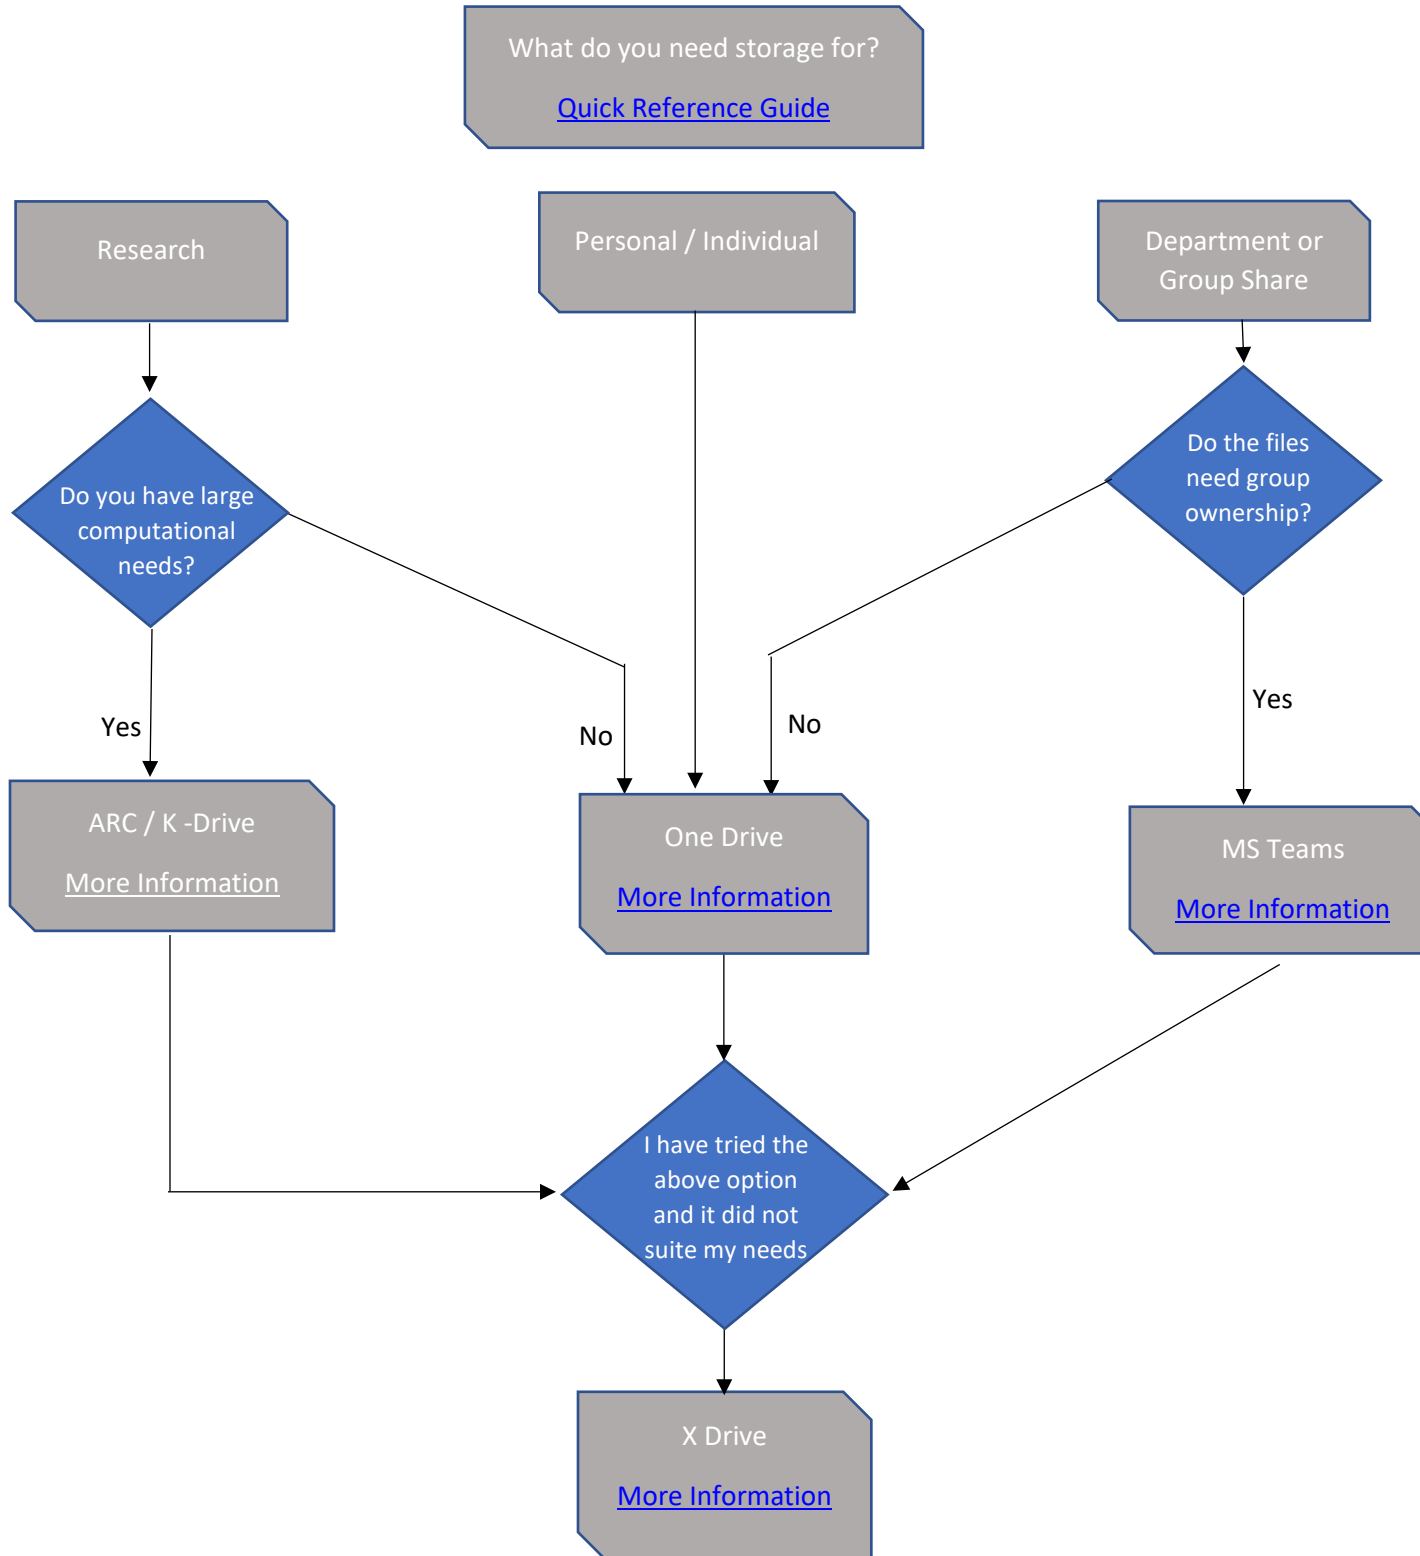 What do you need storage for?
Quick Reference Guide
Research
Personal / Individual
Department or
Group Share
Do you have large
computational
needs?
Do the files
need group
ownership?
Yes
No
No
Yes
ARC / K -Drive
More Information
One Drive
More Information
MS Teams
More Information
I have tried the
above option
and it did not
suite my needs
X Drive
More Information